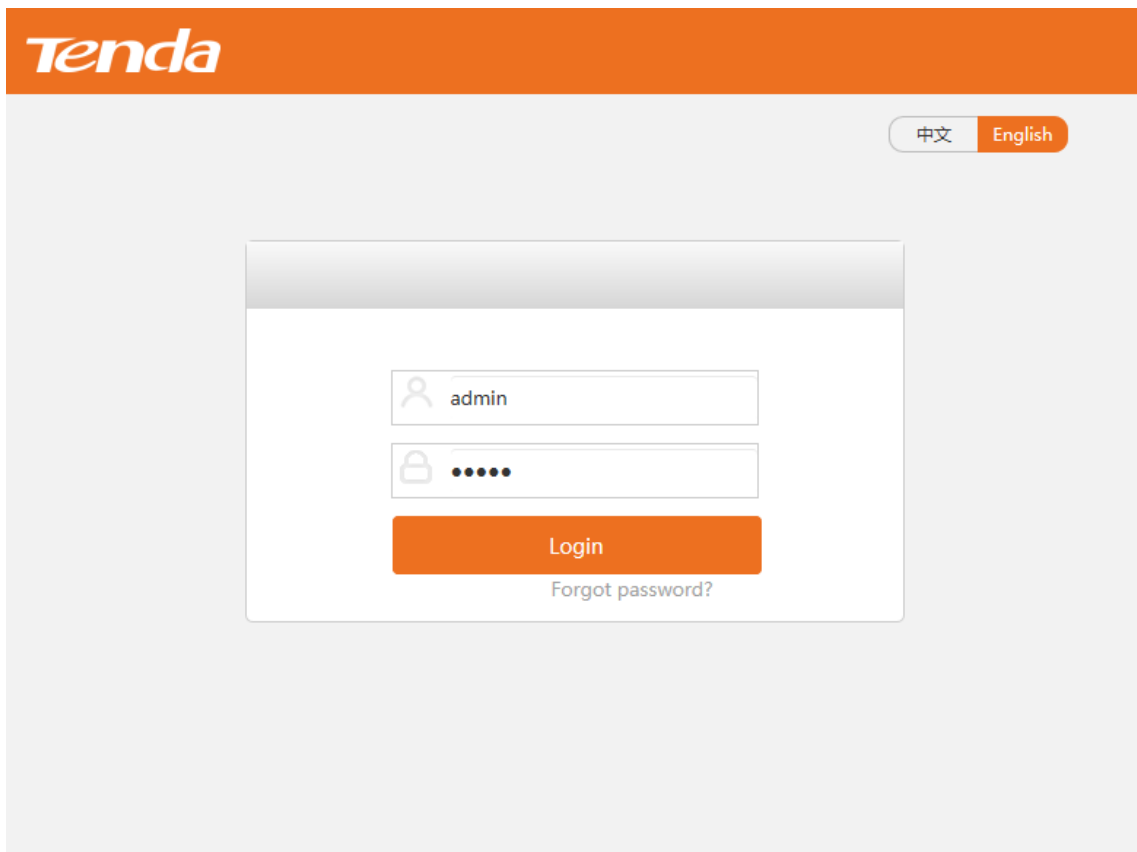 Tenda
中文 English
admin
•••••
Login
Forgot password?